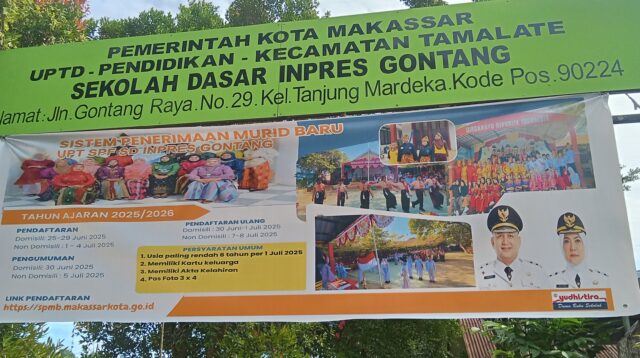 PEMERINTAH KOTA MAKASSAR
UPTD - PENDIDIKAN - KECAMATAN TAMALATE
SEKOLAH DASAR INPRES GONTANG
lamat: Jln. Gontang Raya. No. 29. Kel. Tanjung Mardeka. Kode Pos. 90224
SISTEM PENERIMAAN MURID BARU
UPT SPF SD INPRES GONTANG
TAHUN AJARAN 2025/2026
PENDAFTARAN
Domisili: 25-29 Juni 2025
Non Domisili : 1 - 4 Juli 2025
PENGUMUMAN
Domisili: 30 Juni 2025
Non Domisili : 5 Juli 2025
LINK PENDAFTARAN
https://spmb.makassarkota.go.id
PENDAFTARAN ULANG
Domisili : 30 Juni-1 Juli 2025
Non Domisili : 7-8 Juli 2025
PERSYARATAN UMUM
1. Usia paling rendah 6 tahun per 1 Juli 2025
2. Memiliki Kartu keluarga
3. Memiliki Akta Kelahiran
4. Pas Foto 3 x 4
yudhistira
Dunia Buku Sekolah